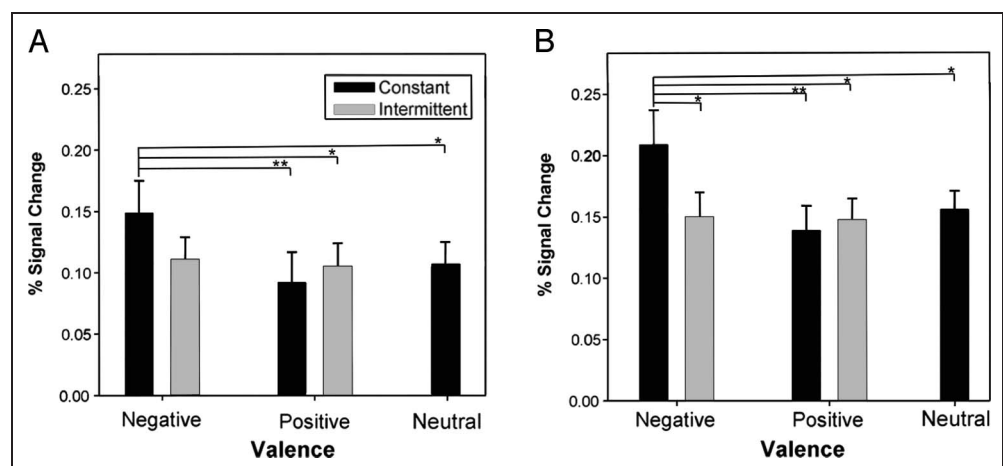 A
% Signal Change
0.25
0.20
0.15
0.10
0.05
0.00
Constant
Intermittent
**
*
*
Negative
Positive
Neutral
Valence
B
% Signal Change
0.25
0.20
0.15
0.10
0.05
0.00
*
**
*
*
Negative
Positive
Neutral
Valence